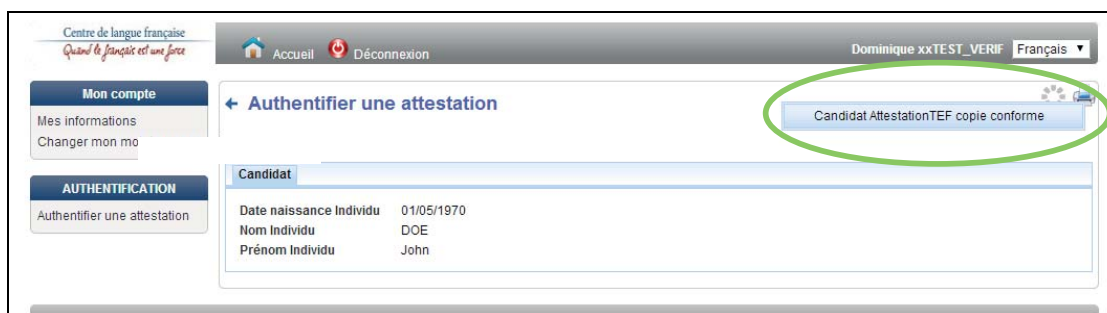 Centre de langue française
Quand le français est une force
Accueil Déconnexion
Dominique xxTEST_VERIF Français
Mon compte
Mes informations
Changer mon mo
AUTHENTIFICATION
Authentifier une attestation
Authentifier une attestation
Candidat AttestationTEF copie conforme
Candidat
Date naissance Individu 01/05/1970
Nom Individu DOE
Prénom Individu John